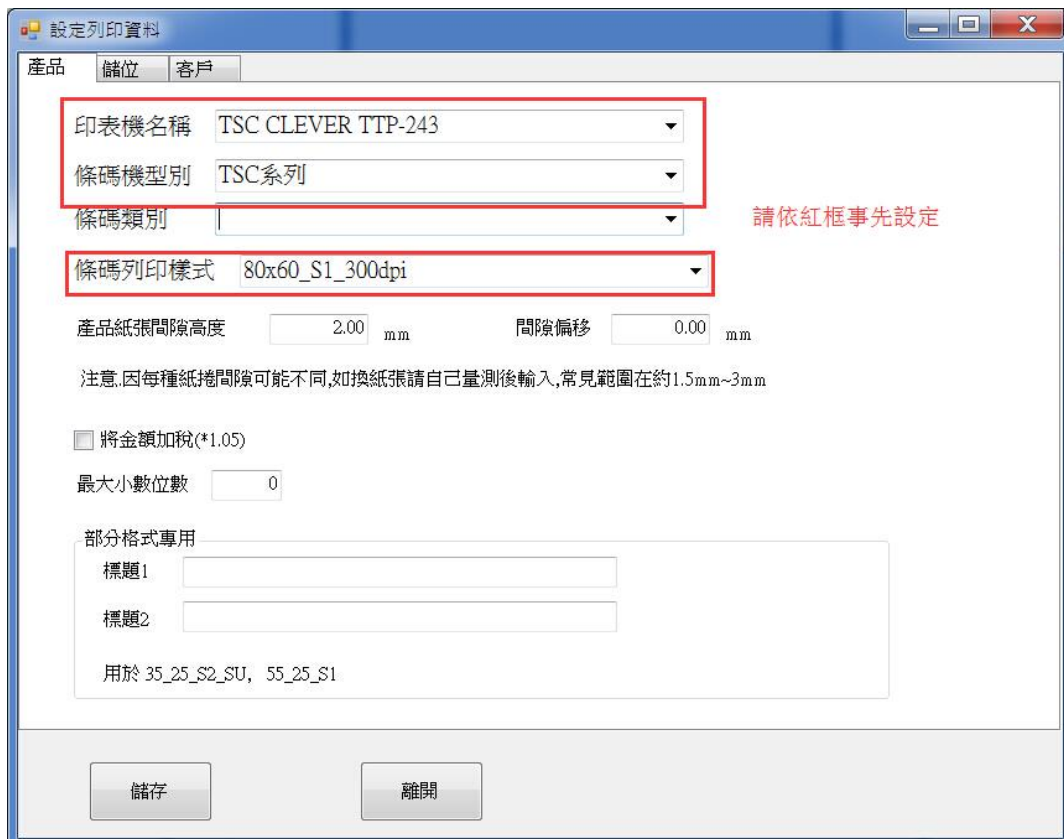 設定列印資料
產品 儲位 客戶
印表機名稱 TSC CLEVER TTP-243
條碼機型別 TSC系列
條碼類別
請依紅框事先設定
條碼列印樣式 80x60_S1_300dpi
產品紙張間隙高度 2.00 mm 間隙偏移 0.00 mm
注意.因每種紙捲間隙可能不同,如換紙張請自己量測後輸入,常見範圍在約1.5mm~3mm
將金額加稅(*1.05)
最大小數位數 0
部分格式專用
標題1
標題2
用於 35_25_S2_SU, 55_25_S1
儲存 離開